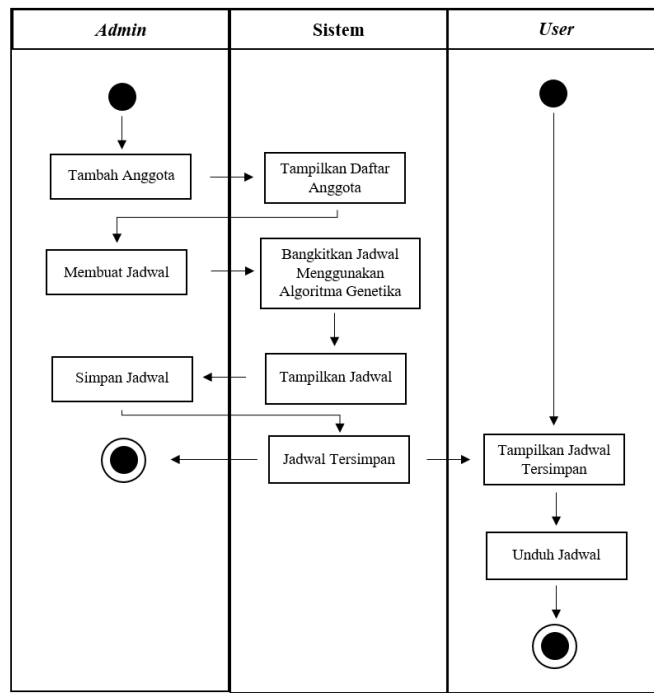 Admin
Sistem
User
Tambah Anggota
Tampilkan Daftar
Anggota
Membuat Jadwal
Bangkitkan Jadwal
Menggunakan
Algoritma Genetika
Simpan Jadwal
Tampilkan Jadwal
Jadwal Tersimpan
Tampilkan Jadwal
Tersimpan
Unduh Jadwal